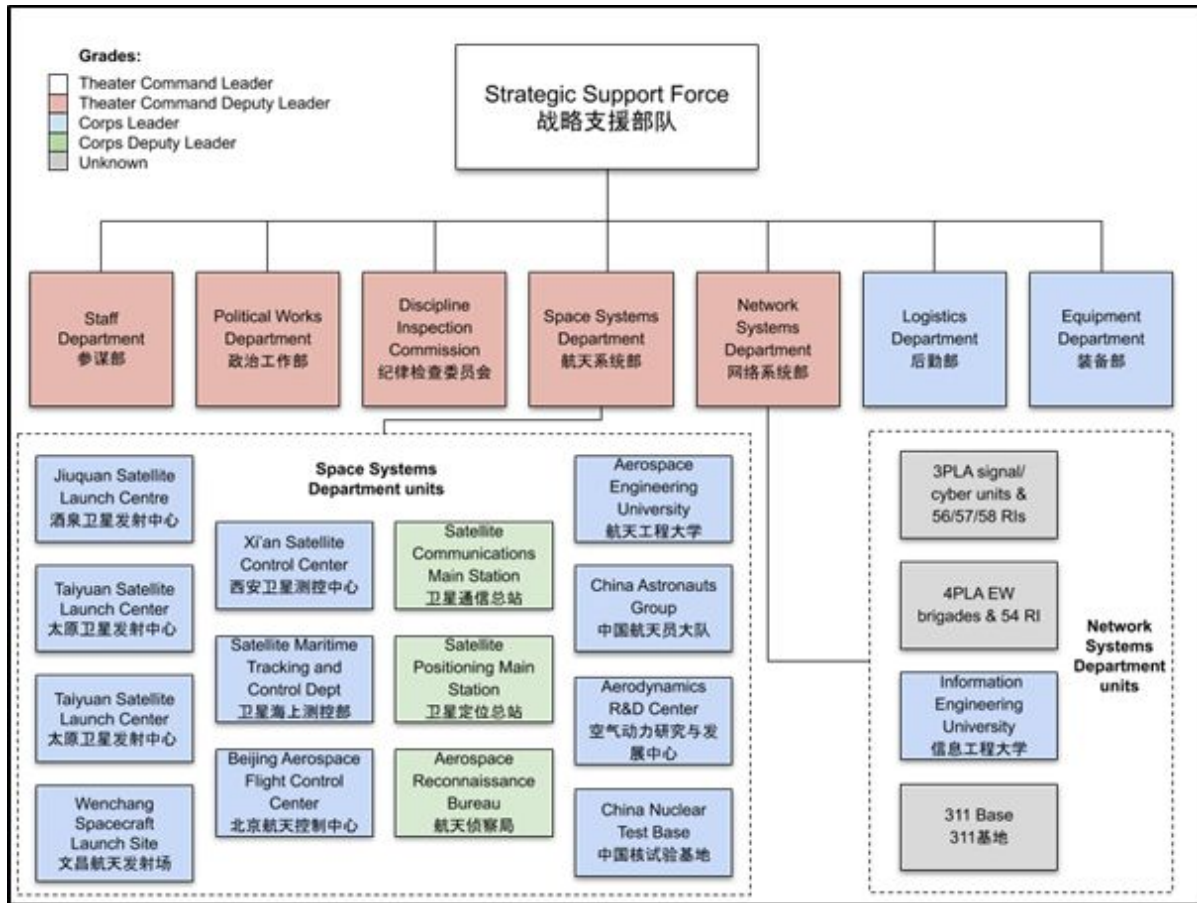 Grades:
Theater Command Leader
Theater Command Deputy Leader
Corps Leader
Corps Deputy Leader
Unknown
Strategic Support Force
战略支援部队
Staff
Department
参谋部
Political Works
Department
政治工作部
Discipline
Inspection
Commission
纪律检查委员会
Space Systems
Department
航天系统部
Network
Systems
Department
网络系统部
Logistics
Department
后勤部
Equipment
Department
装备部
Space Systems
Department units
Jiuquan Satellite
Launch Centre
酒泉卫星发射中心
Taiyuan Satellite
Launch Center
太原卫星发射中心
Taiyuan Satellite
Launch Center
太原卫星发射中心
Wenchang
Spacecraft
Launch Site
文昌航天发射场
Xi'an Satellite
Control Center
西安卫星测控中心
Satellite Maritime
Tracking and
Control Dept
卫星海上测控部
Beijing Aerospace
Flight Control
Center
北京航天控制中心
Satellite
Communications
Main Station
卫星通信总站
Satellite
Positioning Main
Station
卫星定位总站
Aerospace
Reconnaissance
Bureau
航天侦察局
Aerospace
Engineering
University
航天工程大学
China Astronauts
Group
中国航天员大队
Aerodynamics
R&D Center
空气动力研究与发
展中心
China Nuclear
Test Base
中国核试验基地
3PLA signal/
cyber units &
56/57/58 RIs
4PLA EW
brigades & 54 RI
Information
Engineering
University
信息工程大学
311 Base
311基地
Network
Systems
Department
units